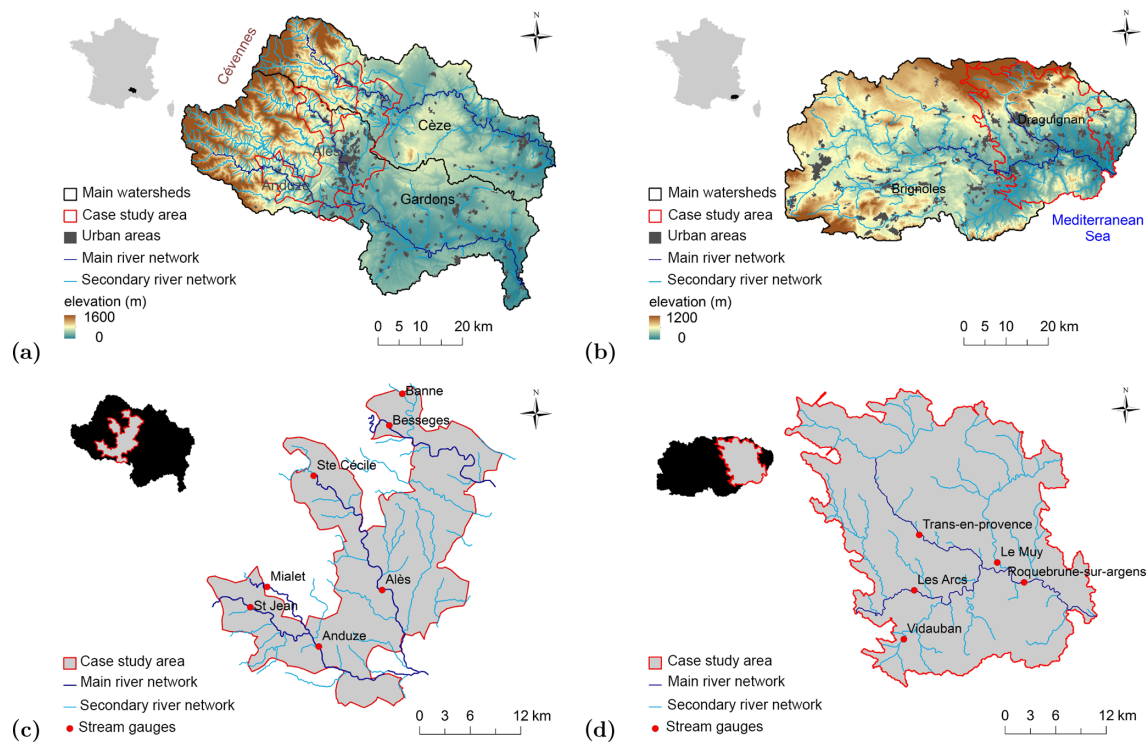 (a)
N
Cévennes
Cèze
Alès
Anduze
Gardons
Main watersheds
Case study area
Urban areas
Main river network
Secondary river network
elevation (m)
1600
0
0 5 10 20 km
(b)
N
Draguignan
Brignoles
Mediterranean
Sea
Main watersheds
Case study area
Urban areas
Main river network
Secondary river network
elevation (m)
1200
0
0 5 10 20 km
(c)
N
Banne
Besseges
Ste Cécile
Mialet
Alès
St Jean
Anduze
Case study area
Main river network
Secondary river network
Stream gauges
0 3 6 12 km
(d)
N
Trans-en-provence
Le Muy
Roquebrune-sur-argens
Les Arcs
Vidauban
Case study area
Main river network
Secondary river network
Stream gauges
0 3 6 12 km